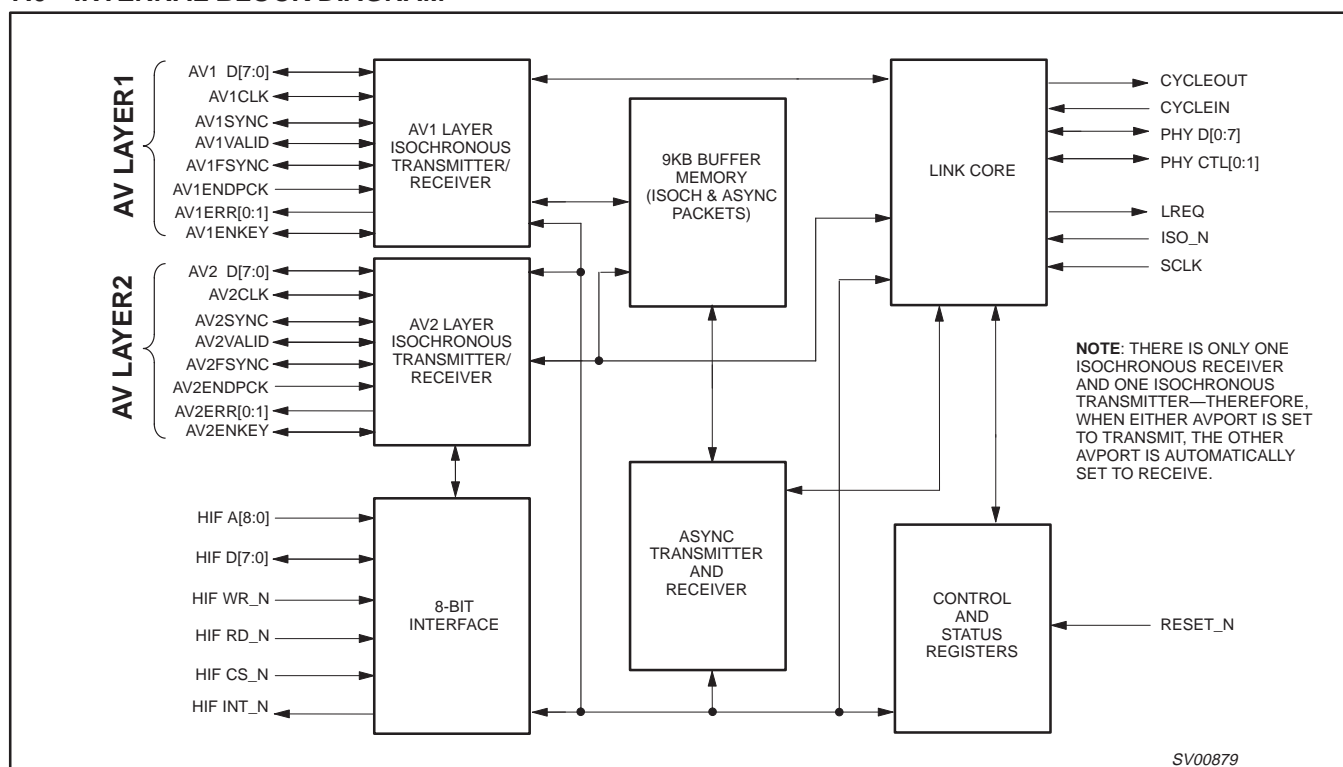 AV LAYER1
AV1 D[7:0]
AV1CLK
AV1SYNC
AV1VALID
AV1FSYNC
AV1ENDPCK
AV1ERR[0:1]
AV1ENKEY
AV1 LAYER
ISOCHRONOUS
TRANSMITTER/
RECEIVER
9KB BUFFER
MEMORY
(ISOCH & ASYNC
PACKETS)
LINK CORE
CYCLEOUT
CYCLEIN
PHY D[0:7]
PHY CTL[0:1]
LREQ
ISO_N
SCLK
AV LAYER2
AV2 D[7:0]
AV2CLK
AV2SYNC
AV2VALID
AV2FSYNC
AV2ENDPCK
AV2ERR[0:1]
AV2ENKEY
AV2 LAYER
ISOCHRONOUS
TRANSMITTER/
RECEIVER
NOTE: THERE IS ONLY ONE
ISOCHRONOUS RECEIVER
AND ONE ISOCHRONOUS
TRANSMITTER—THEREFORE,
WHEN EITHER AVPORT IS SET
TO TRANSMIT, THE OTHER
AVPORT IS AUTOMATICALLY
SET TO RECEIVE.
HIF A[8:0]
HIF D[7:0]
HIF WR_N
HIF RD_N
HIF CS_N
HIF INT_N
8-BIT
INTERFACE
ASYNC
TRANSMITTER
AND
RECEIVER
CONTROL
AND
STATUS
REGISTERS
RESET_N
SV00879